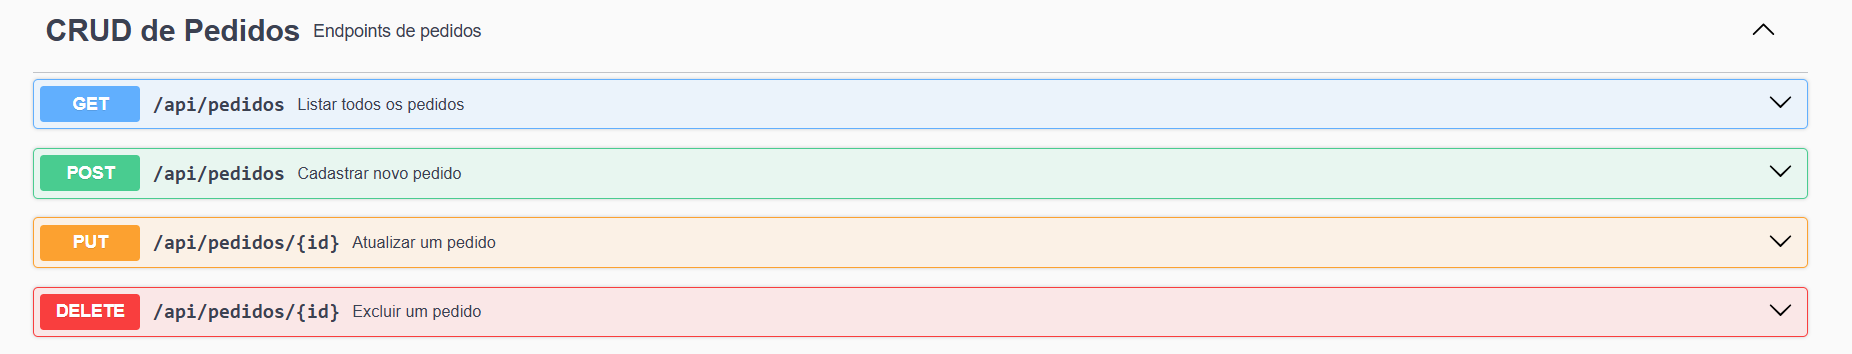 CRUD de Pedidos Endpoints de pedidos
GET /api/pedidos Listar todos os pedidos
POST /api/pedidos Cadastrar novo pedido
PUT /api/pedidos/{id} Atualizar um pedido
DELETE /api/pedidos/{id} Excluir um pedido